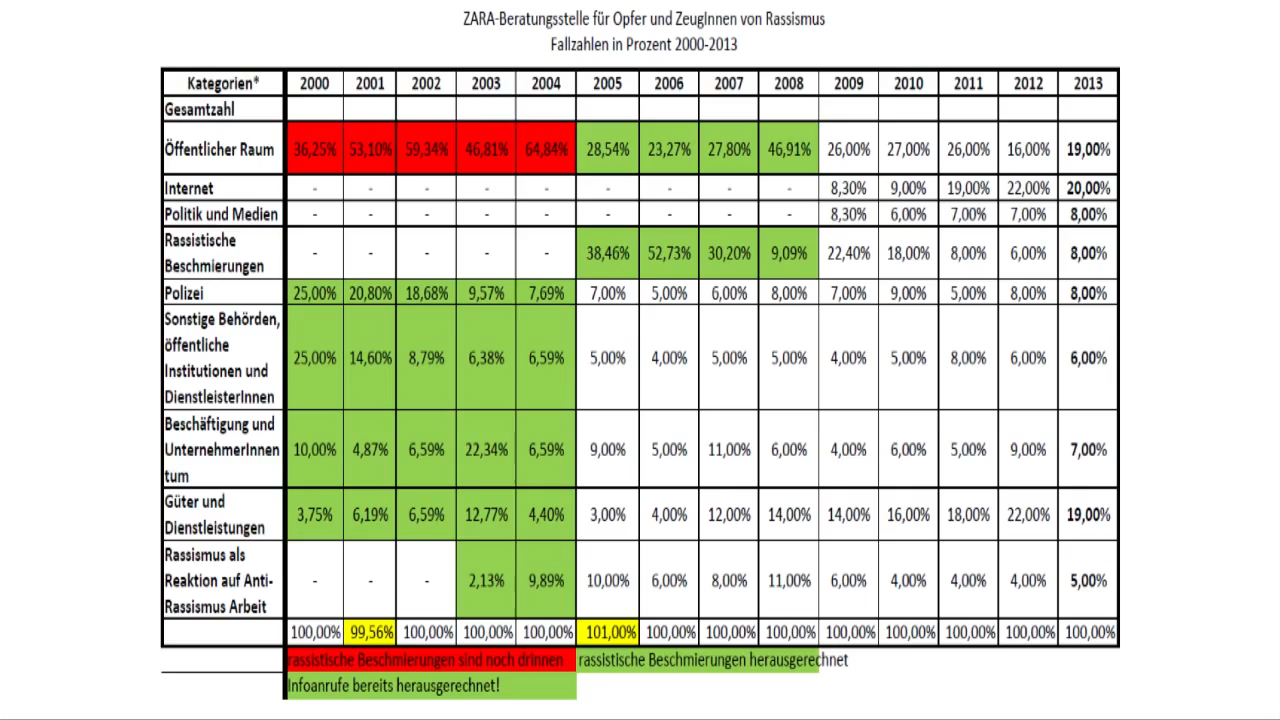 ZARA-Beratungsstelle für Opfer und ZeugInnen von Rassismus
Fallzahlen in Prozent 2000-2013
Kategorien* 2000 2001 2002 2003 2004 2005 2006 2007 2008 2009 2010 2011 2012 2013
Gesamtzahl
Öffentlicher Raum 36,25% 53,10% 59,34% 46,81% 64,84% 28,54% 23,27% 27,80% 46,91% 26,00% 27,00% 26,00% 16,00% 19,00%
Internet - - - - - - - - - 8,30% 9,00% 19,00% 22,00% 20,00%
Politik und Medien - - - - - - - - - 8,30% 6,00% 7,00% 7,00% 8,00%
Rassistische
Beschmierungen - - - - - 38,46% 52,73% 30,20% 9,09% 22,40% 18,00% 8,00% 6,00% 8,00%
Polizei 25,00% 20,80% 18,68% 9,57% 7,69% 7,00% 5,00% 6,00% 8,00% 7,00% 9,00% 5,00% 8,00% 8,00%
Sonstige Behörden,
öffentliche
Institutionen und
DienstleisterInnen 25,00% 14,60% 8,79% 6,38% 6,59% 5,00% 4,00% 5,00% 5,00% 4,00% 5,00% 8,00% 6,00% 6,00%
Beschäftigung und
UnternehmerInnen
tum 10,00% 4,87% 6,59% 22,34% 6,59% 9,00% 5,00% 11,00% 6,00% 4,00% 6,00% 5,00% 9,00% 7,00%
Güter und
Dienstleistungen 3,75% 6,19% 6,59% 12,77% 4,40% 3,00% 4,00% 12,00% 14,00% 14,00% 16,00% 18,00% 22,00% 19,00%
Rassismus als
Reaktion auf Anti-
Rassismus Arbeit - - - 2,13% 9,89% 10,00% 6,00% 8,00% 11,00% 6,00% 4,00% 4,00% 4,00% 5,00%
100,00% 99,56% 100,00% 100,00% 100,00% 101,00% 100,00% 100,00% 100,00% 100,00% 100,00% 100,00% 100,00% 100,00%
rassistische Beschmierungen sind noch drinnen rassistische Beschmierungen herausgerechnet
Infoanrufe bereits herausgerechnet!